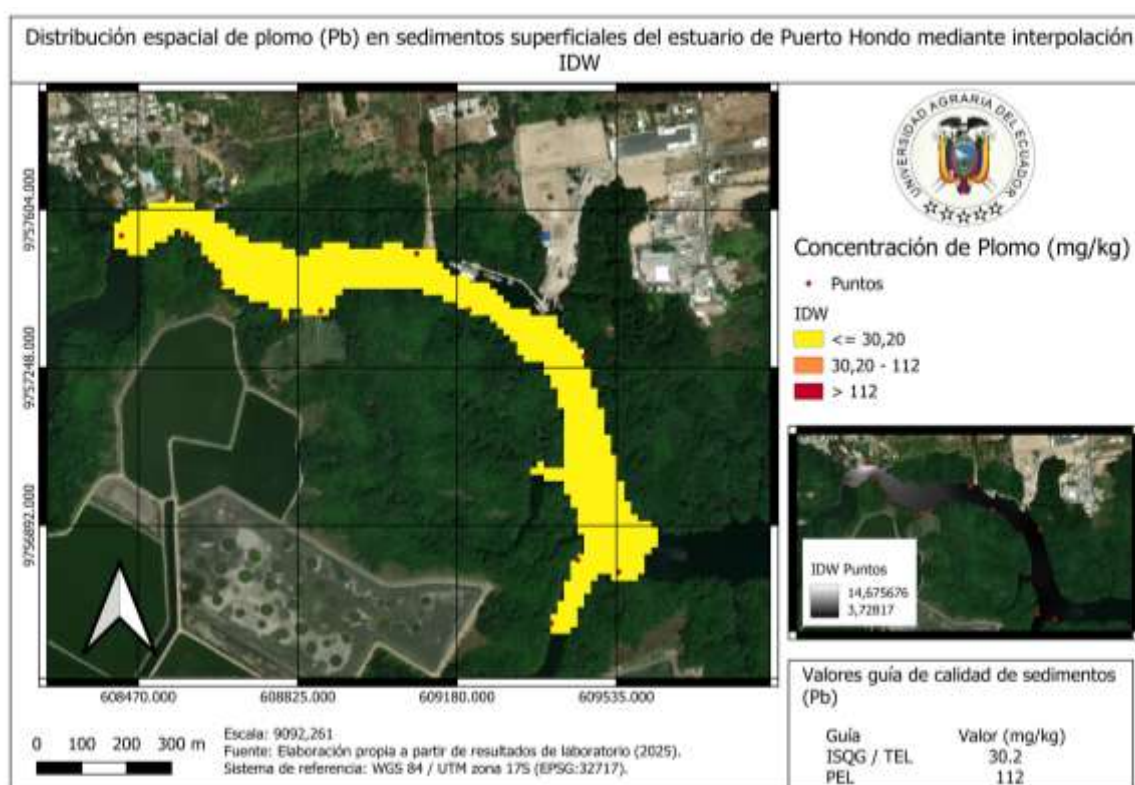 Distribución espacial de plomo (Pb) en sedimentos superficiales del estuario de Puerto Hondo mediante interpolación
IDW
UNIVERSIDAD AGRARIA DEL ECUADOR
9757604.000
9757248.000
9756892.000
608470.000
608825.000
609180.000
609535.000
Concentración de Plomo (mg/kg)
Puntos
IDW
<= 30,20
30,20 - 112
> 112
IDW Puntos
14,675676
3,72817
Valores guía de calidad de sedimentos
(Pb)
Guía Valor (mg/kg)
ISQG / TEL 30.2
PEL 112
0 100 200 300 m
Escala: 9092,261
Fuente: Elaboración propia a partir de resultados de laboratorio (2025).
Sistema de referencia: WGS 84 / UTM zona 17S (EPSG:32717).